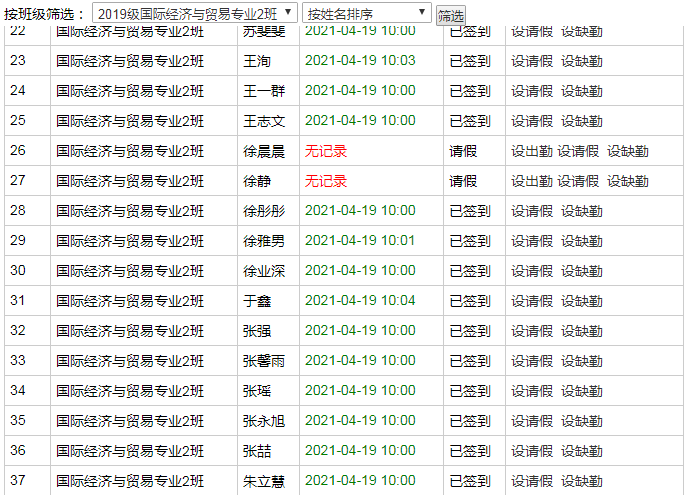 按班级筛选： 2019级国际经济与贸易专业2班 按姓名排序 筛选
22 国际经济与贸易专业2班 苏斐斐 2021-04-19 10:00 已签到 设请假 设缺勤
23 国际经济与贸易专业2班 王洵 2021-04-19 10:03 已签到 设请假 设缺勤
24 国际经济与贸易专业2班 王一群 2021-04-19 10:00 已签到 设请假 设缺勤
25 国际经济与贸易专业2班 王志文 2021-04-19 10:00 已签到 设请假 设缺勤
26 国际经济与贸易专业2班 徐晨晨 无记录 请假 设出勤 设请假 设缺勤
27 国际经济与贸易专业2班 徐静 无记录 请假 设出勤 设请假 设缺勤
28 国际经济与贸易专业2班 徐彤彤 2021-04-19 10:00 已签到 设请假 设缺勤
29 国际经济与贸易专业2班 徐雅男 2021-04-19 10:01 已签到 设请假 设缺勤
30 国际经济与贸易专业2班 徐业深 2021-04-19 10:00 已签到 设请假 设缺勤
31 国际经济与贸易专业2班 于鑫 2021-04-19 10:04 已签到 设请假 设缺勤
32 国际经济与贸易专业2班 张强 2021-04-19 10:00 已签到 设请假 设缺勤
33 国际经济与贸易专业2班 张馨雨 2021-04-19 10:00 已签到 设请假 设缺勤
34 国际经济与贸易专业2班 张瑶 2021-04-19 10:00 已签到 设请假 设缺勤
35 国际经济与贸易专业2班 张永旭 2021-04-19 10:00 已签到 设请假 设缺勤
36 国际经济与贸易专业2班 张喆 2021-04-19 10:00 已签到 设请假 设缺勤
37 国际经济与贸易专业2班 朱立慧 2021-04-19 10:00 已签到 设请假 设缺勤